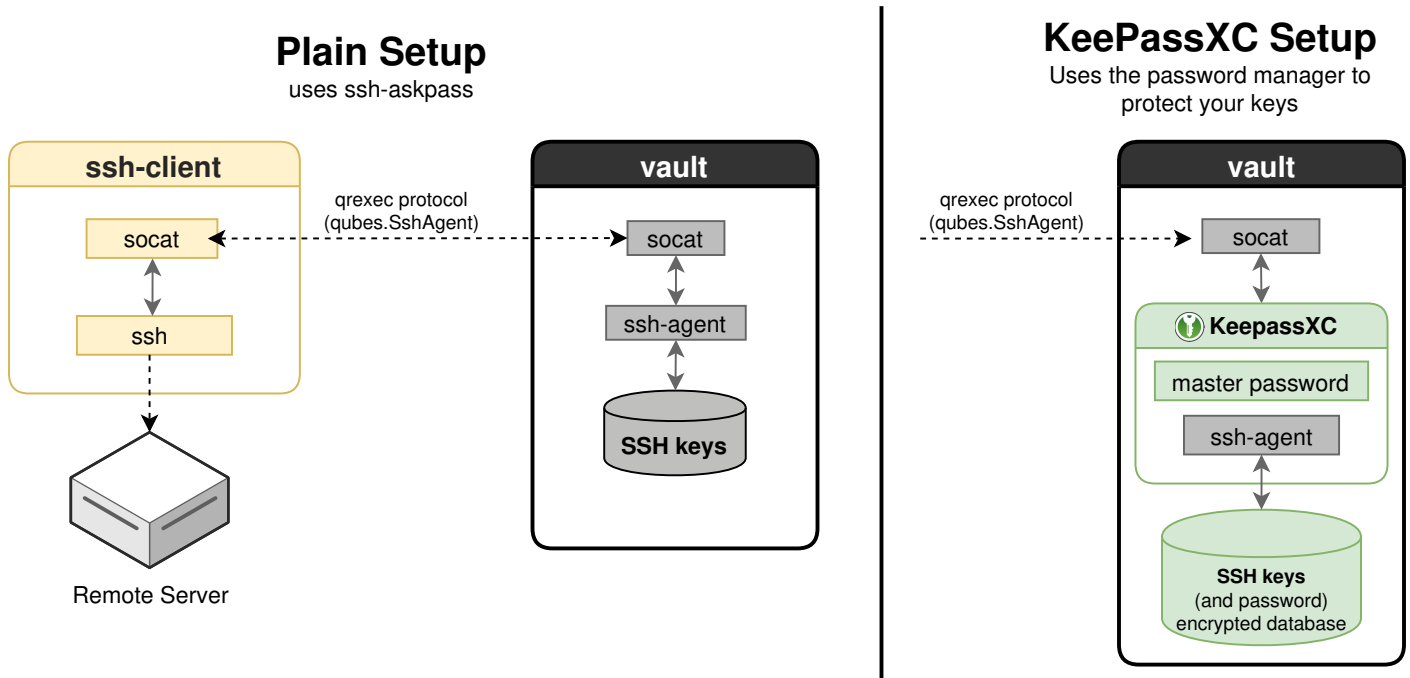 Plain Setup
uses ssh-askpass
ssh-client
socat
ssh
Remote Server
qrexec protocol
(qubes.SshAgent)
vault
socat
ssh-agent
SSH keys
KeePassXC Setup
Uses the password manager to
protect your keys
qrexec protocol
(qubes.SshAgent)
vault
socat
KeepassXC
master password
ssh-agent
SSH keys
(and password)
encrypted database